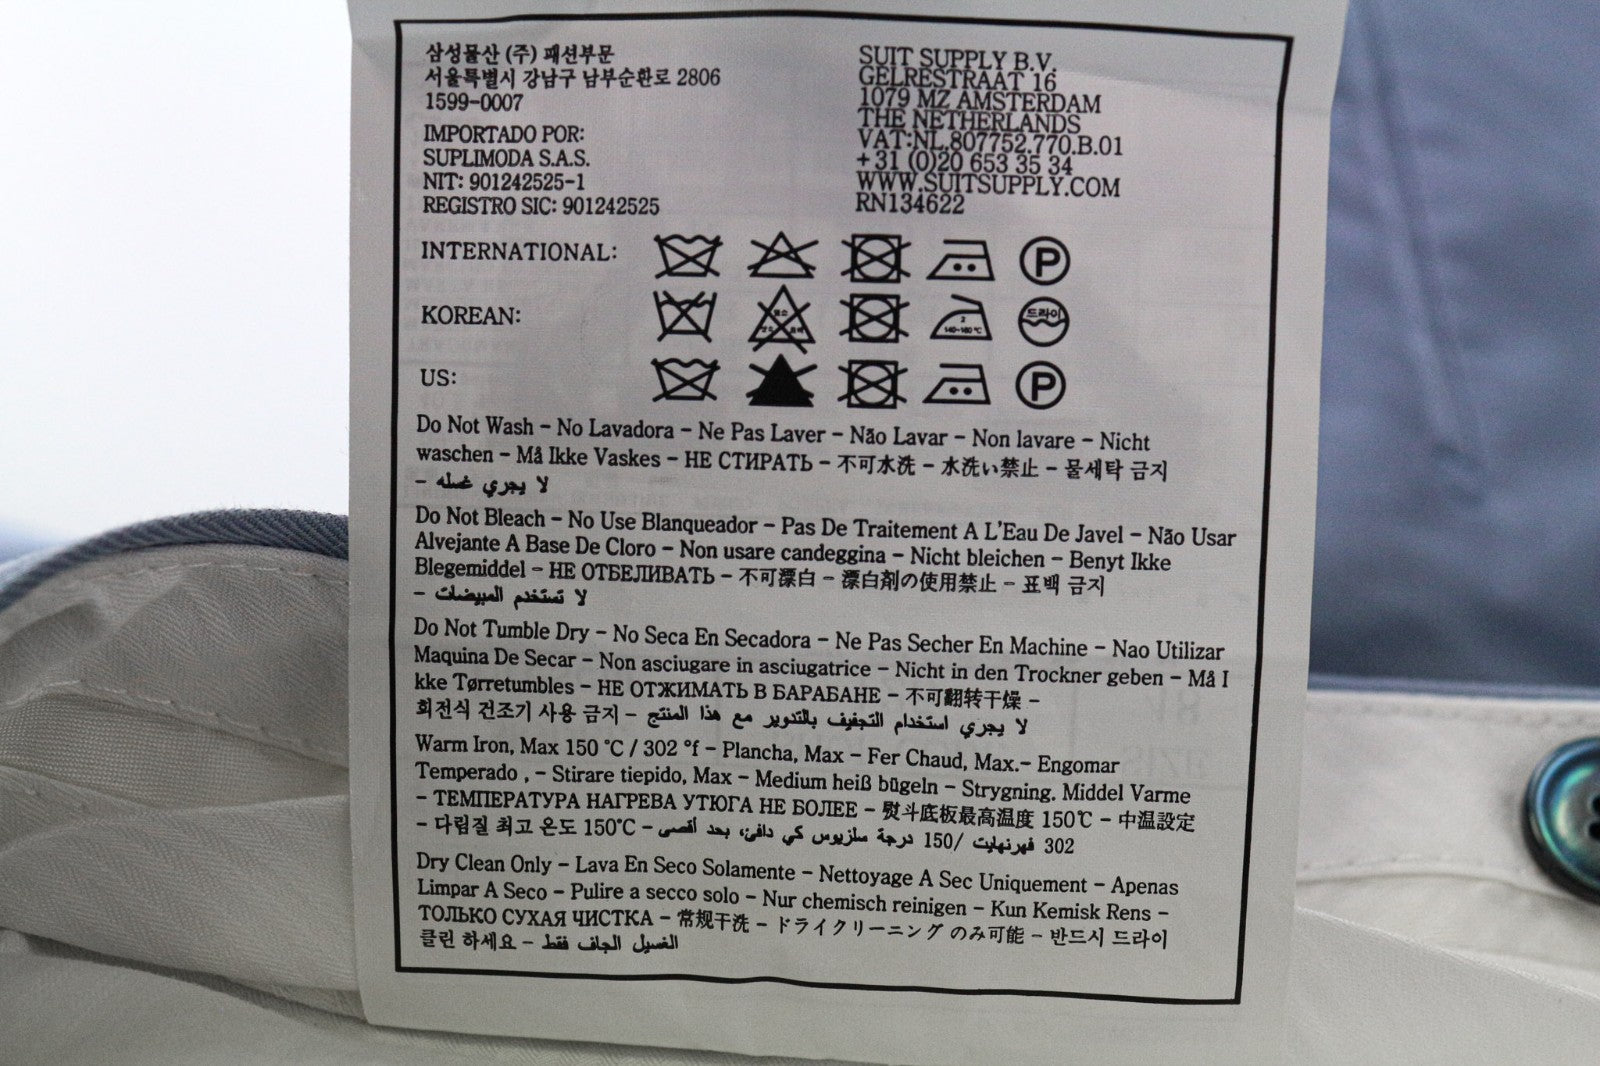 삼성물산 (주) 패션부문
서울특별시 강남구 남부순환로 2806
1599-0007
IMPORTADO POR:
SUPLIMODA S.A.S.
NIT: 901242525-1
REGISTRO SIC: 901242525
SUIT SUPPLY B.V.
GELRESTRAAT 16
1079 MZ AMSTERDAM
THE NETHERLANDS
VAT:NL.807752.770.B.01
+31 (0)20 653 35 34
WWW.SUITSUPPLY.COM
RN134622
INTERNATIONAL:
P
KOREAN:
2
140~160 ℃
드라이
US:
P
Do Not Wash - No Lavadora - Ne Pas Laver - Não Lavar - Non lavare - Nicht
waschen - Må Ikke Vaskes - НЕ СТИРАТЬ - 不可水洗 - 水洗い禁止 - 물세탁 금지
- لا يجري غسله
Do Not Bleach - No Use Blanqueador - Pas De Traitement A L'Eau De Javel - Não Usar
Alvejante A Base De Cloro - Non usare candeggina - Nicht bleichen - Benyt Ikke
Blegemiddel - НЕ ОТБЕЛИВАТЬ - 不可漂白 - 漂白剤の使用禁止 - 표백 금지
- لا تستخدم المبيضات
Do Not Tumble Dry - No Seca En Secadora - Ne Pas Secher En Machine - Nao Utilizar
Maquina De Secar - Non asciugare in asciugatrice - Nicht in den Trockner geben - Må I
kke Tørretumbles - НЕ ОТЖИМАТЬ В БАРАБАНЕ - 不可翻转干燥 -
회전식 건조기 사용 금지 - لا يجري استخدام التجفيف بالتدوير مع هذا المنتج
Warm Iron, Max 150 °C / 302 °f - Plancha, Max - Fer Chaud, Max.- Engomar
Temperado , - Stirare tiepido, Max - Medium heiß bügeln - Strygning. Middel Varme
- ТЕМПЕРАТУРА НАГРЕВА УТЮГА НЕ БОЛЕЕ - 熨斗底板最高温度 150℃ - 中温設定
- 다림질 최고 온도 150℃ - درجة سلزيوس كي دافئ، بحد أقصى 150/ فهرنهايت 302
Dry Clean Only - Lava En Seco Solamente - Nettoyage A Sec Uniquement - Apenas
Limpar A Seco - Pulire a secco solo - Nur chemisch reinigen - Kun Kemisk Rens -
ТОЛЬКО СУХАЯ ЧИСТКА - 常规干洗 - ドライクリーニング のみ可能 - 반드시 드라이
클린 하세요 - الغسيل الجاف فقط